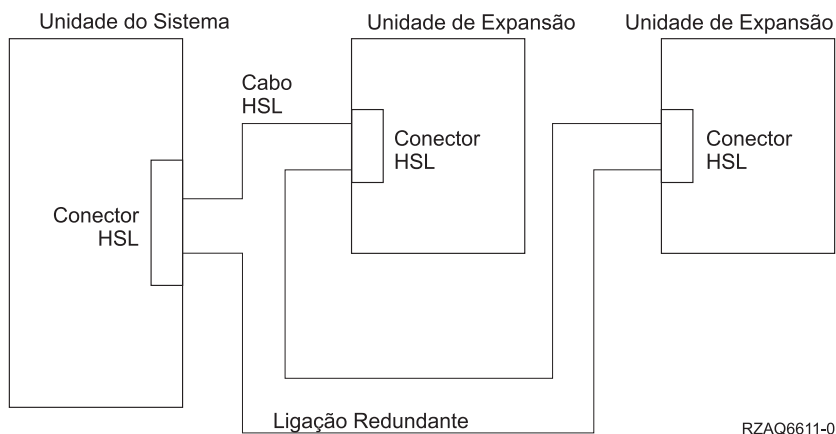 Unidade do Sistema
Unidade de Expansão
Unidade de Expansão
Cabo
HSL
Conector
HSL
Conector
HSL
Conector
HSL
Ligação Redundante
RZAQ6611-0